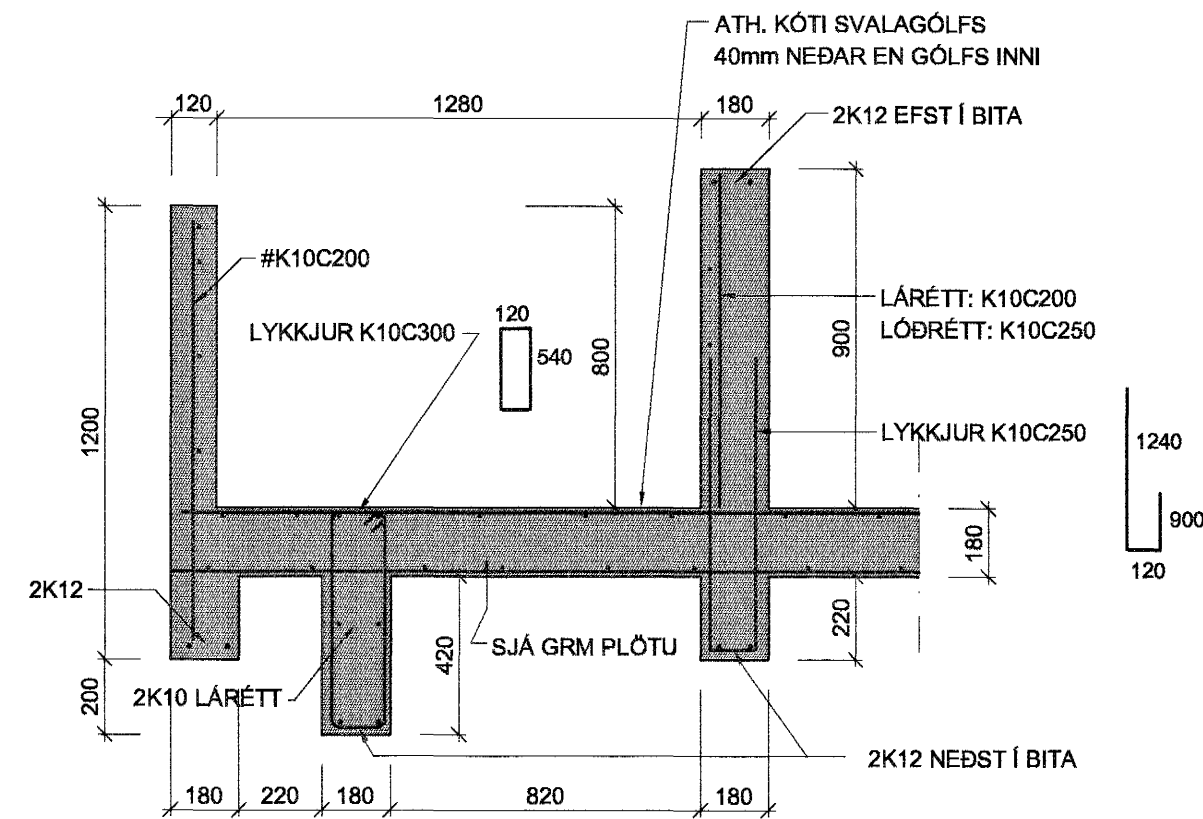 ATH. KÓTI SVALAGÓLFS
40mm NEÐAR EN GÓLFS INNI
120
1280
180
2K12 EFST Í BITA
#K10C200
LYKKJUR K10C300
120
540
800
900
LÁRÉTT: K10C200
LÓÐRÉTT: K10C250
1200
LYKKJUR K10C250
1240
900
120
180
2K12
SJÁ GRM PLÖTU
220
420
200
2K10 LÁRÉTT
2K12 NEÐST Í BITA
180
220
180
820
180